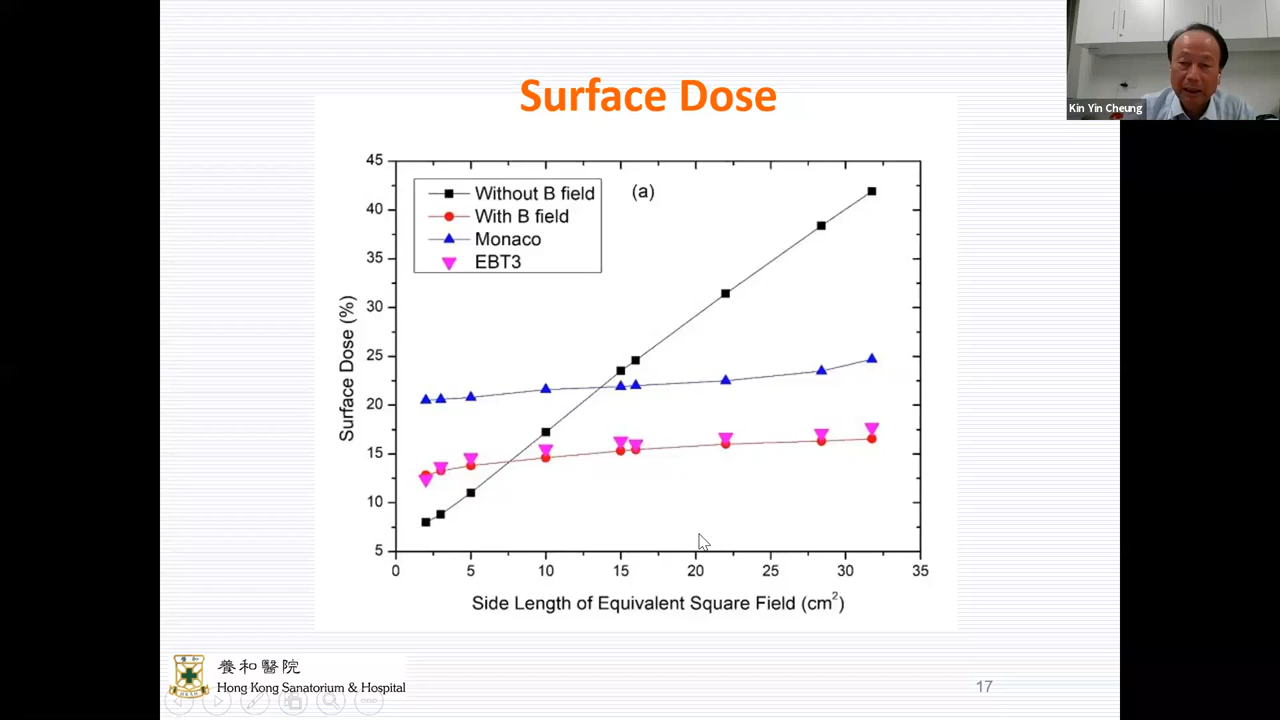 Surface Dose
Kin Yin Cheung
(a)
Without B field
With B field
Monaco
EBT3
45
40
35
30
25
20
15
10
5
Surface Dose (%)
0 5 10 15 20 25 30 35
Side Length of Equivalent Square Field (cm²)
養和醫院
Hong Kong Sanatorium & Hospital
17